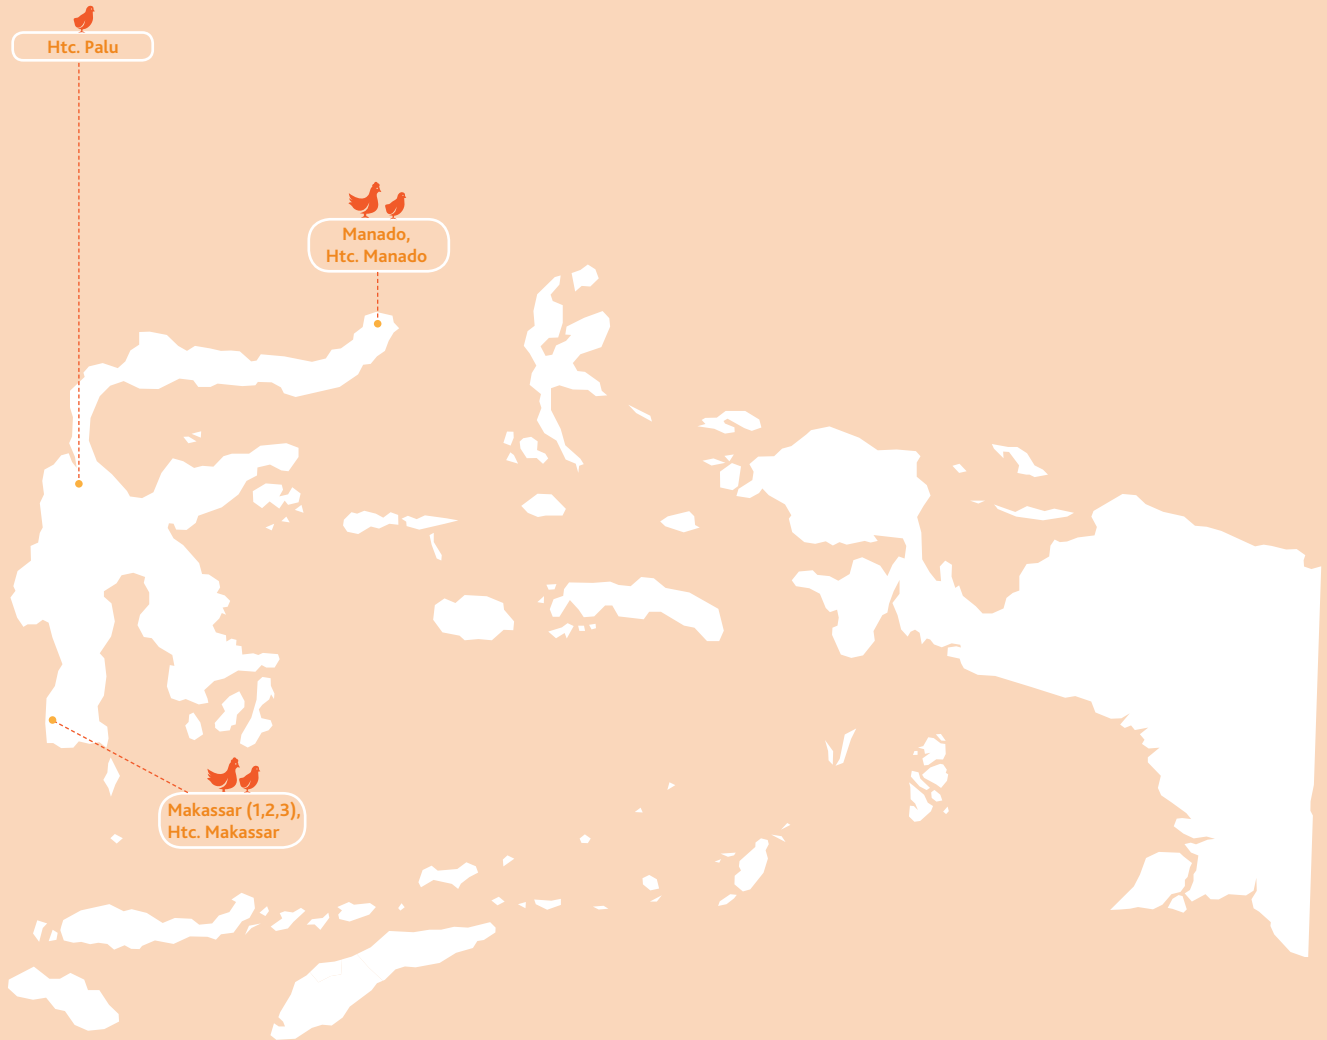 Htc. Palu
Manado,
Htc. Manado
Makassar (1,2,3),
Htc. Makassar